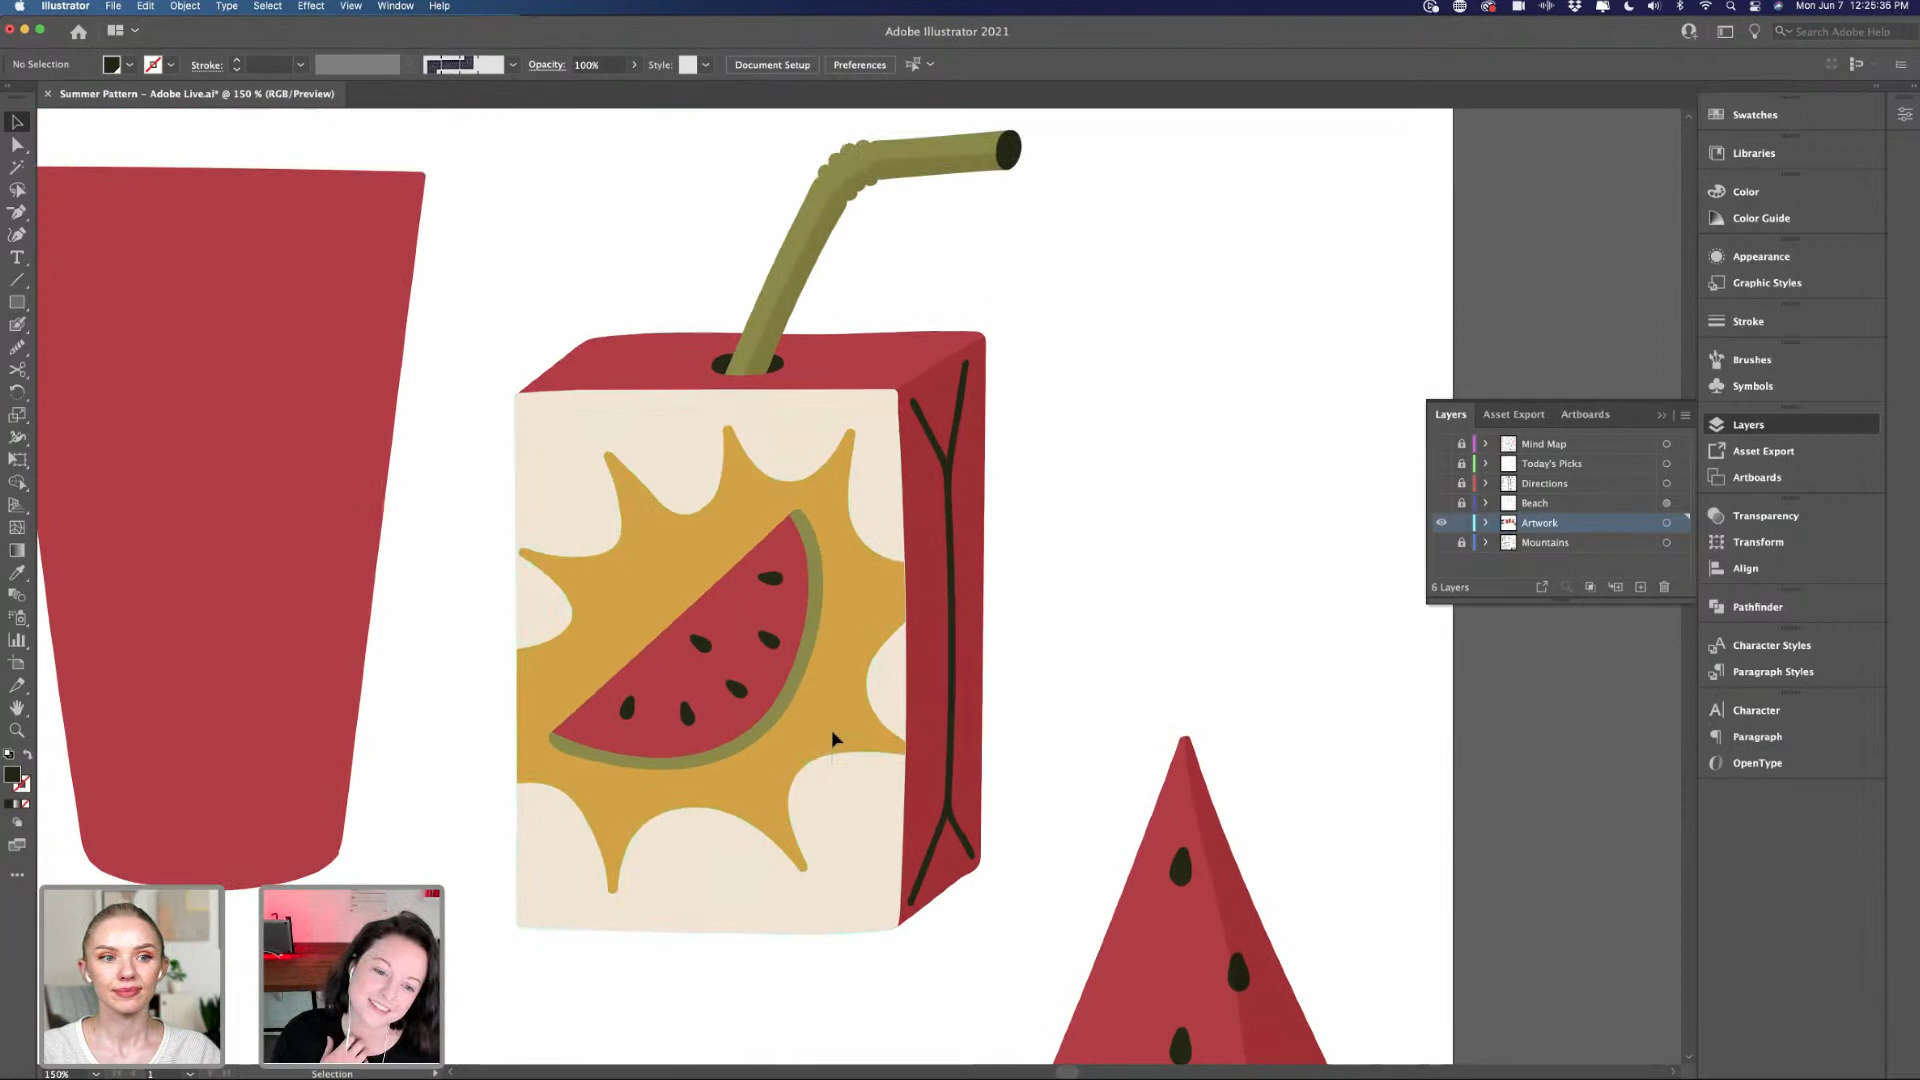 Illustrator File Edit Object Type Select Effect View Window Help
Mon Jun 7 12:25:36 PM
Adobe Illustrator 2021
Search Adobe Help
No Selection
Stroke:
Opacity: 100%
Style:
Document Setup
Preferences
Summer Pattern – Adobe Live.ai* @ 150 % (RGB/Preview)
Swatches
Libraries
Color
Color Guide
Appearance
Graphic Styles
Stroke
Brushes
Symbols
Layers
Asset Export
Artboards
Transparency
Transform
Align
Pathfinder
Character Styles
Paragraph Styles
Character
Paragraph
OpenType
Layers Asset Export Artboards
Mind Map
Today's Picks
Directions
Beach
Artwork
Mountains
6 Layers
150%
1
Selection